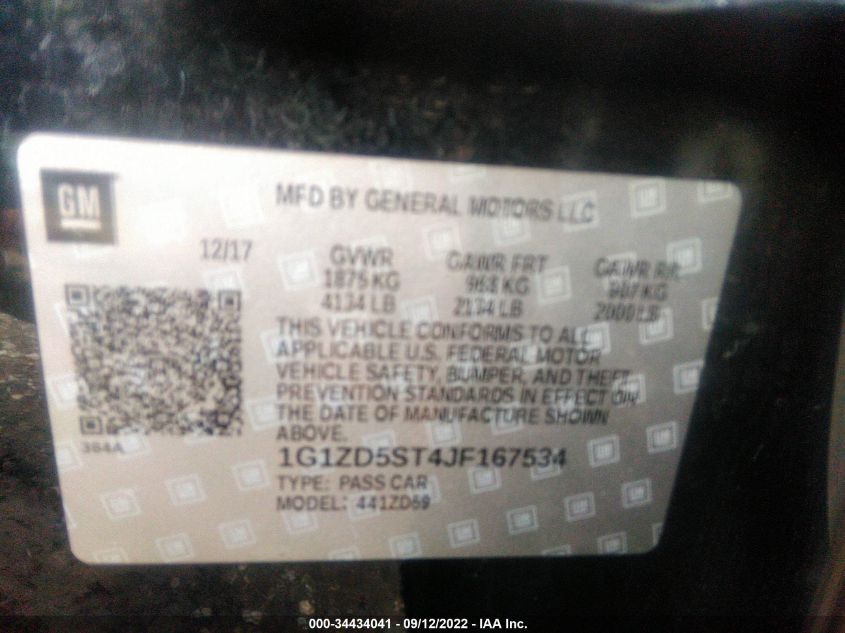 GM
MFD BY GENERAL MOTORS LLC
12/17
GVWR GAWR FRT GAWR RR
1875 KG 968 KG 907 KG
4134 LB 2134 LB 2000 LB
THIS VEHICLE CONFORMS TO ALL
APPLICABLE U.S. FEDERAL MOTOR
VEHICLE SAFETY, BUMPER, AND THEFT
PREVENTION STANDARDS IN EFFECT ON
THE DATE OF MANUFACTURE SHOWN
ABOVE.
384A
1G1ZD5ST4JF167534
TYPE: PASS CAR
MODEL: 441ZD69
000-34434041 - 09/12/2022 - IAA Inc.